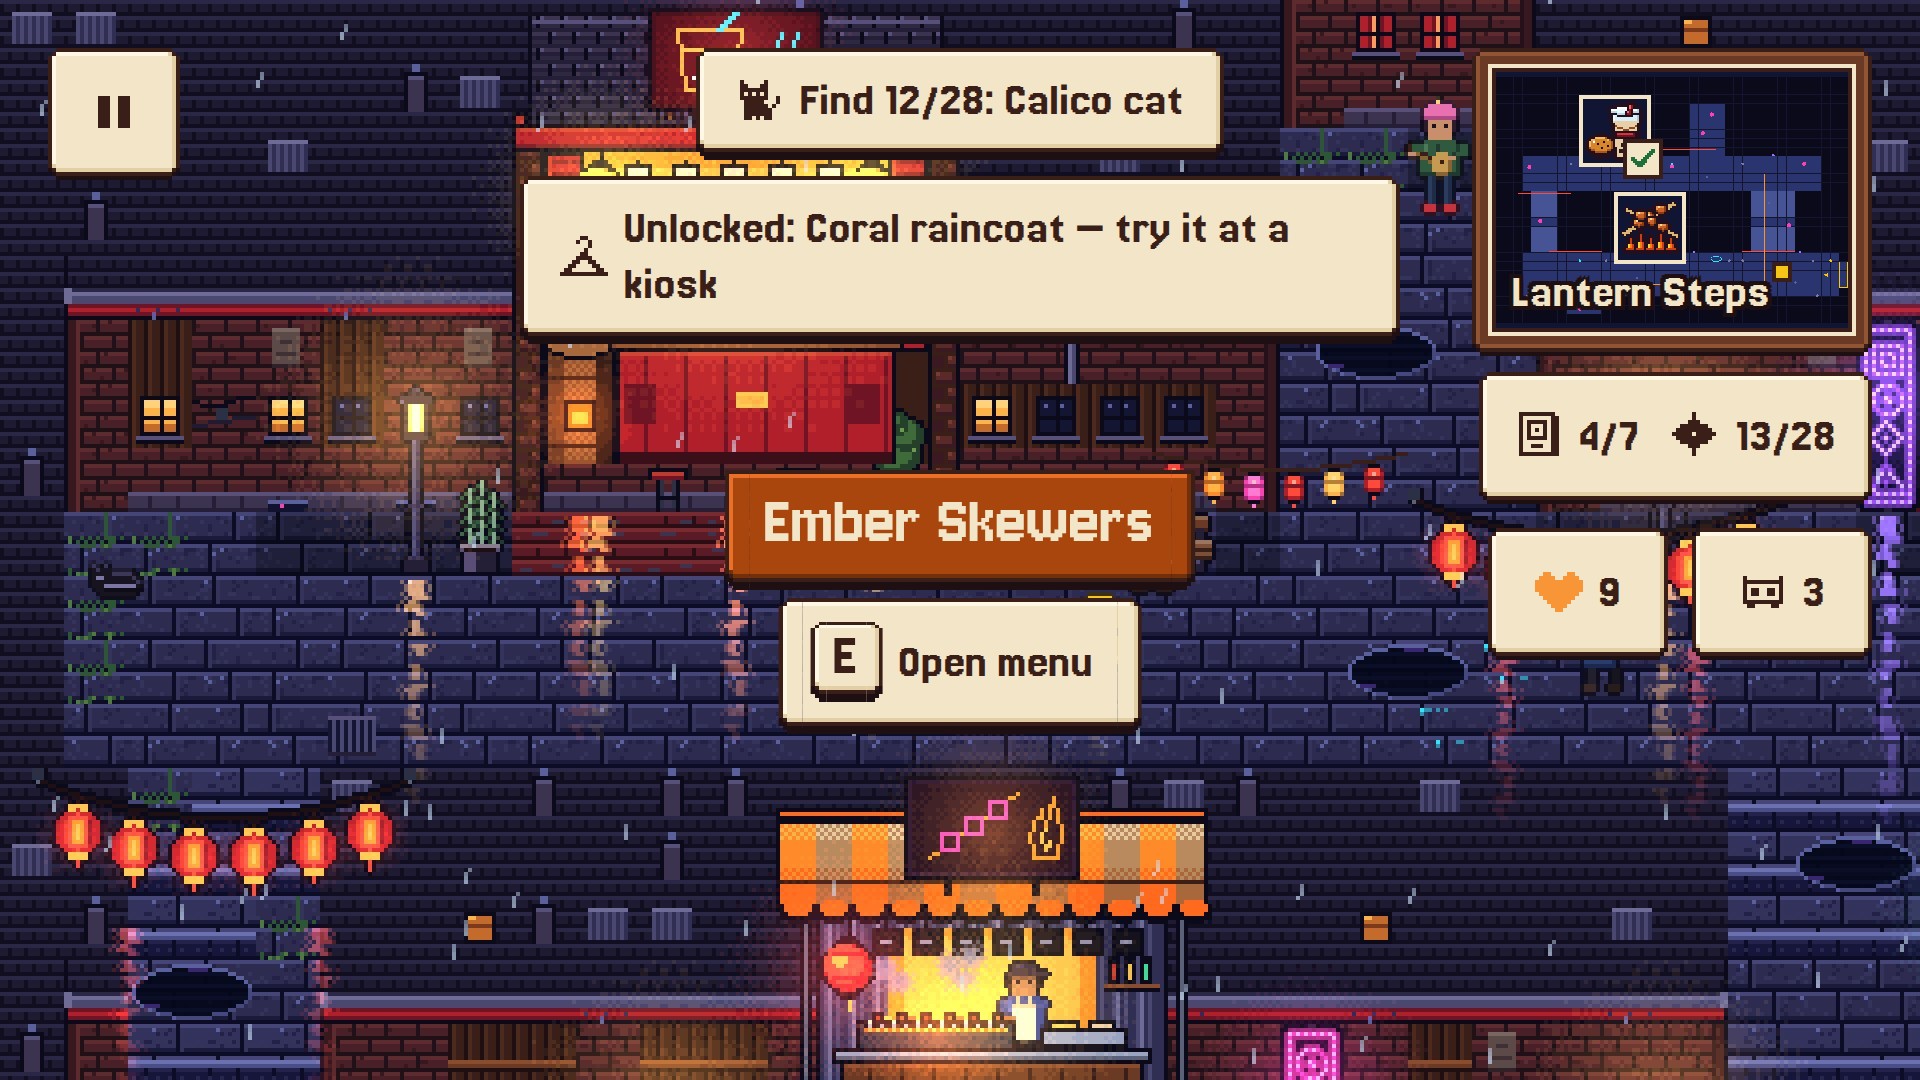 Find 12/28: Calico cat
Unlocked: Coral raincoat — try it at a
kiosk
Lantern Steps
4/7 13/28
Ember Skewers
9 3
E Open menu